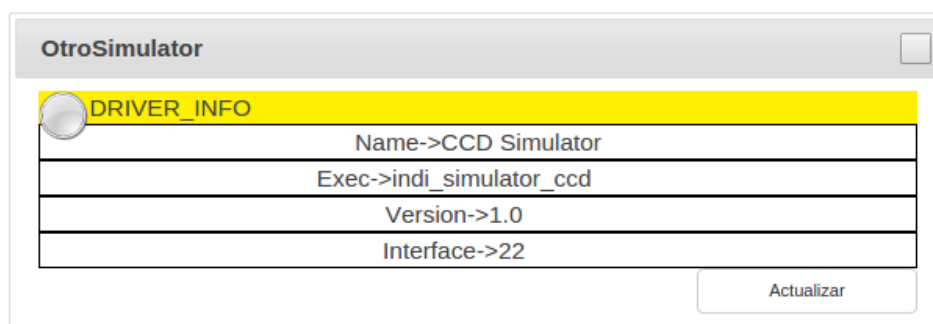 OtroSimulator
DRIVER_INFO
Name->CCD Simulator
Exec->indi_simulator_ccd
Version->1.0
Interface->22
Actualizar